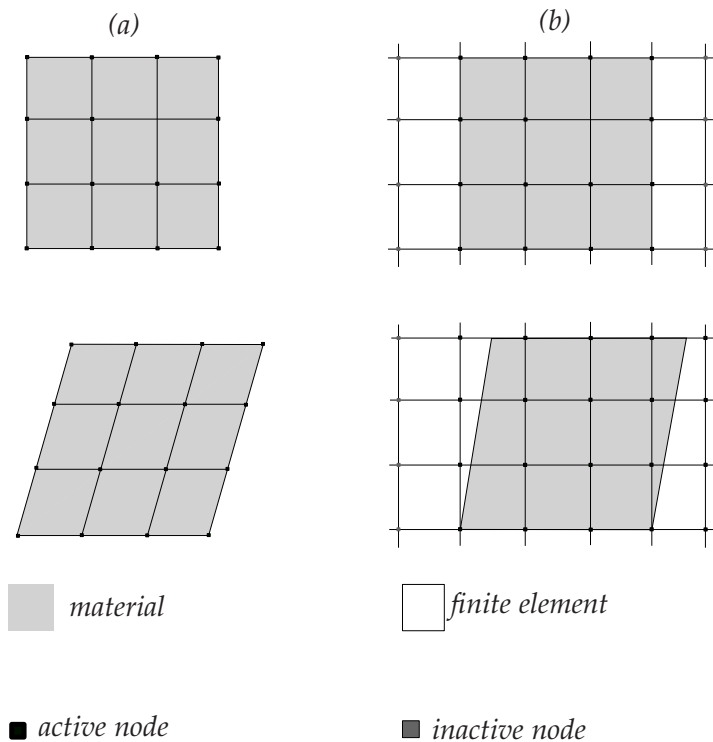 (a)
(b)
material
finite element
active node
inactive node